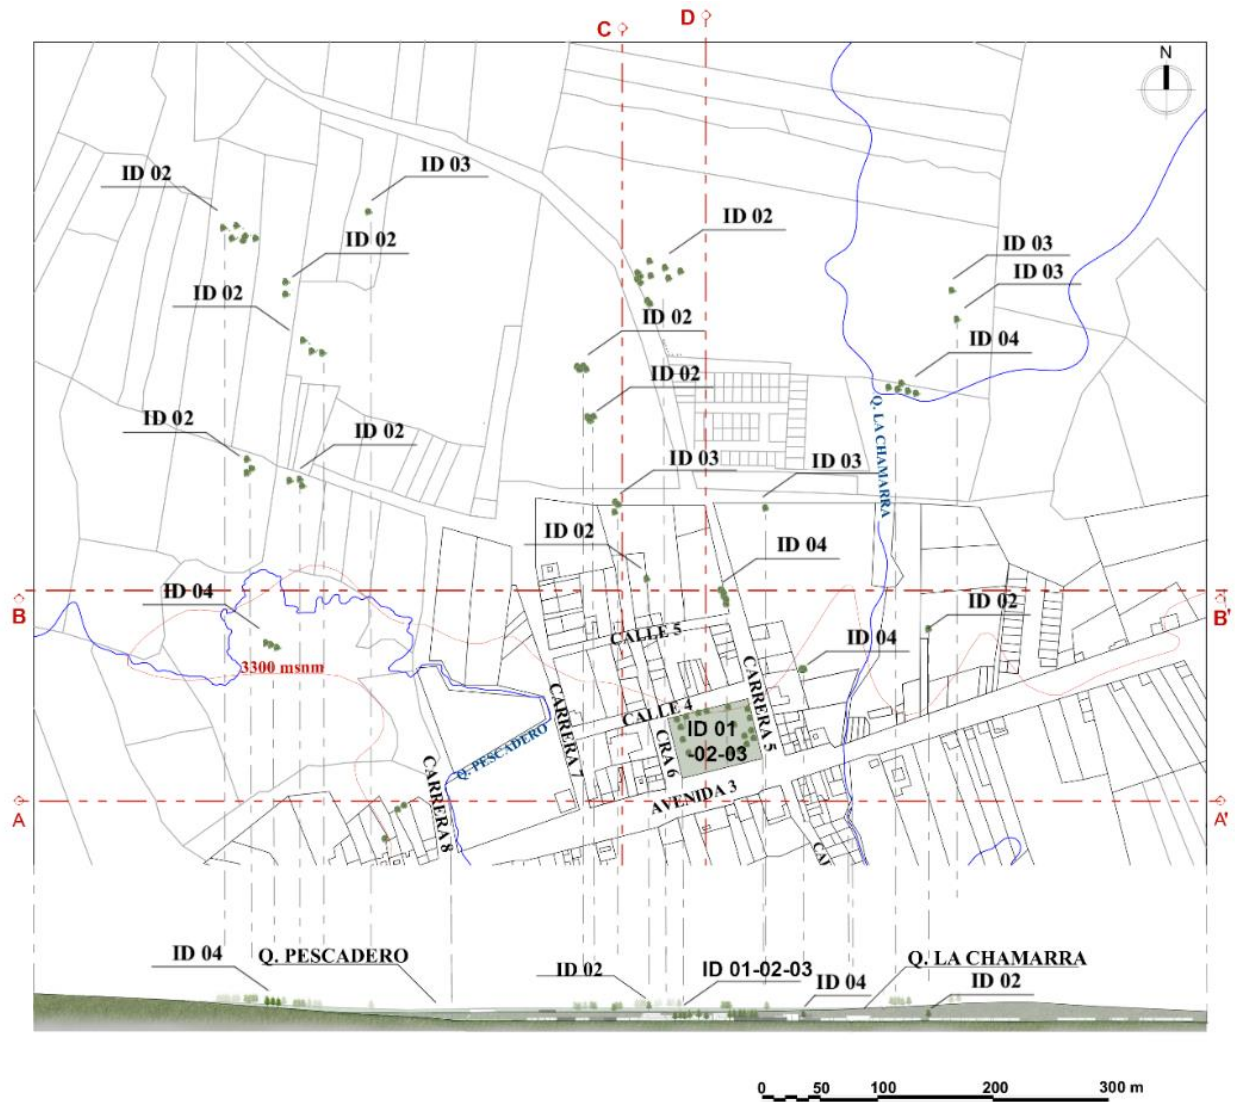 D
C
N
ID 03
ID 02
ID 02
ID 02
ID 03
ID 03
ID 02
ID 02
ID 04
ID 02
ID 02
ID 02
Q. LA CHAMARRA
ID 03
ID 03
ID 02
ID 04
ID 04
B
ID 02
B'
CALLE 5
ID 04
3300 msnm
CARRERA 5
CARRERA 7
CALLE 4
ID 01
-02-03
Q. PESCADERO
CRA 6
CARRERA 8
AVENIDA 3
A
A'
ID 04
Q. PESCADERO
ID 02
ID 01-02-03
ID 04
Q. LA CHAMARRA
ID 02
0 50 100 200 300 m